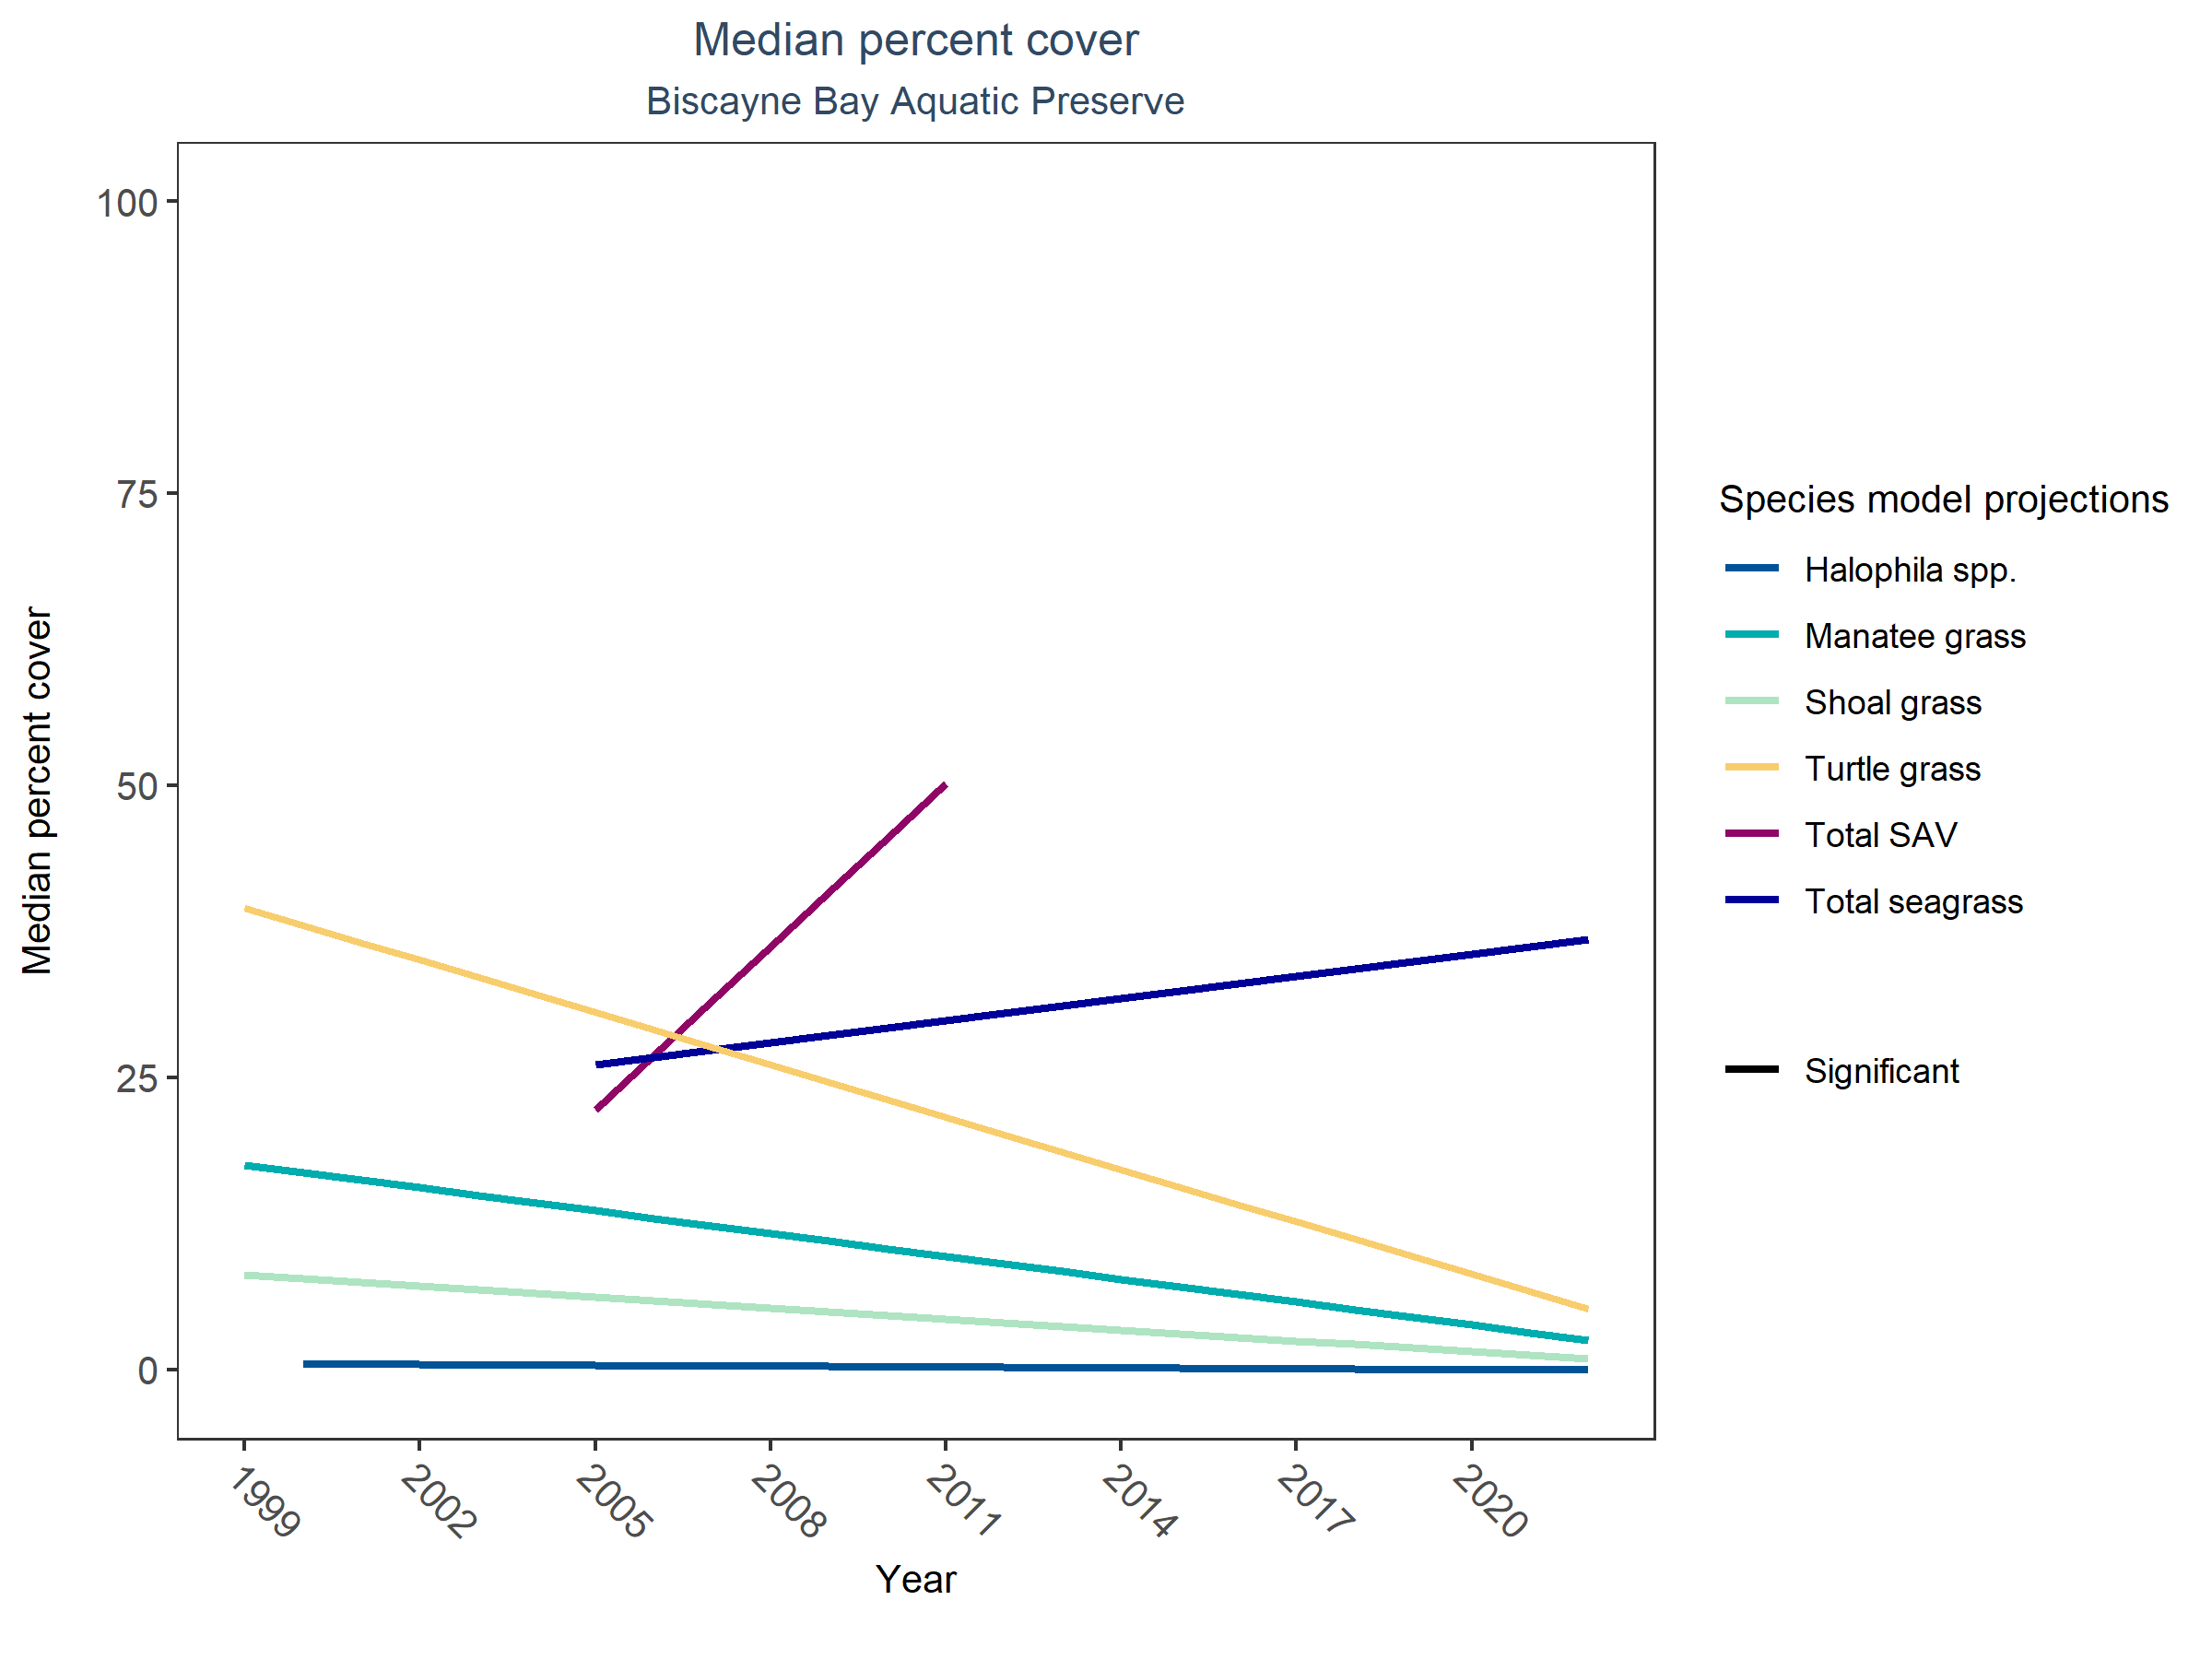 Median percent cover
Biscayne Bay Aquatic Preserve
Median percent cover
100
75
50
25
0
1999
2002
2005
2008
2011
2014
2017
2020
Year
Species model projections
Halophila spp.
Manatee grass
Shoal grass
Turtle grass
Total SAV
Total seagrass
Significant